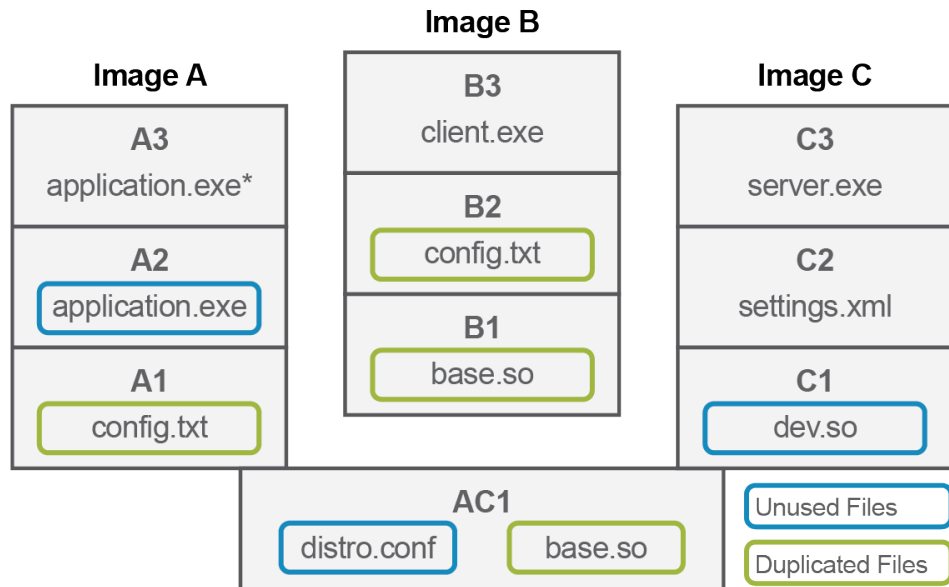 Image A
A3
application.exe*
A2
application.exe
A1
config.txt
Image B
B3
client.exe
B2
config.txt
B1
base.so
Image C
C3
server.exe
C2
settings.xml
C1
dev.so
AC1
distro.conf
base.so
Unused Files
Duplicated Files